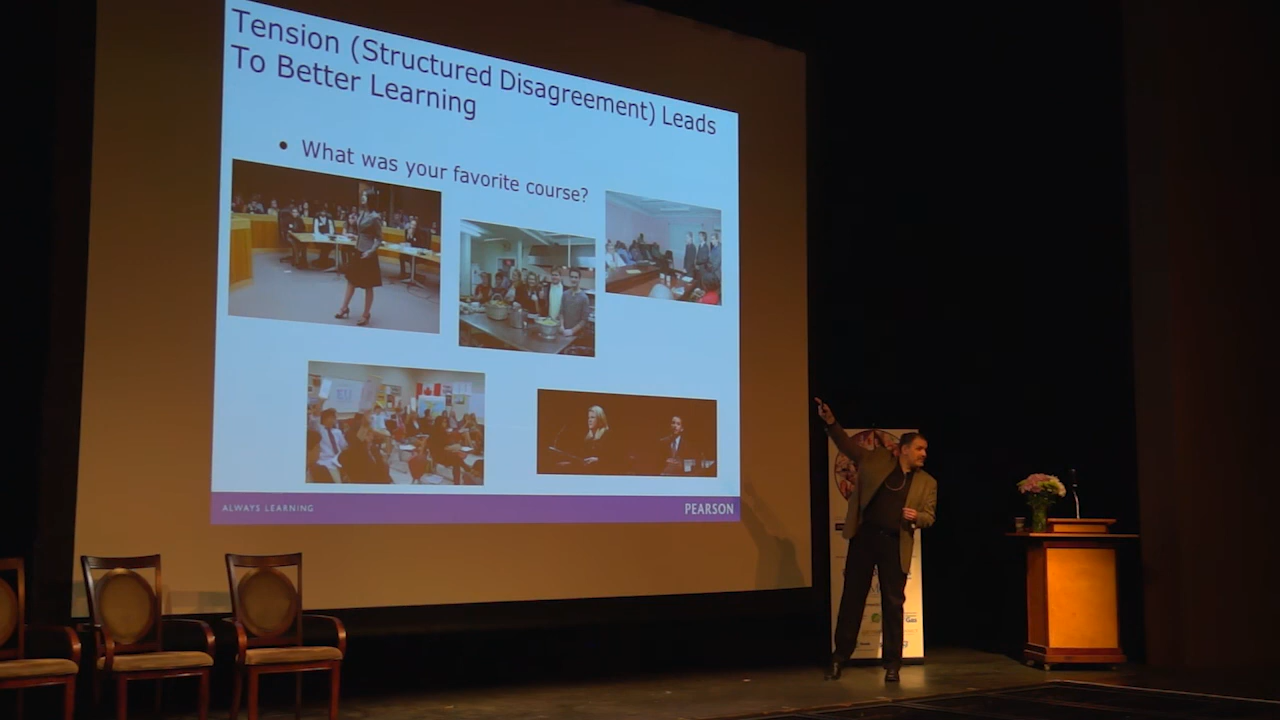 Tension (Structured Disagreement) Leads
To Better Learning
• What was your favorite course?
ALWAYS LEARNING
PEARSON